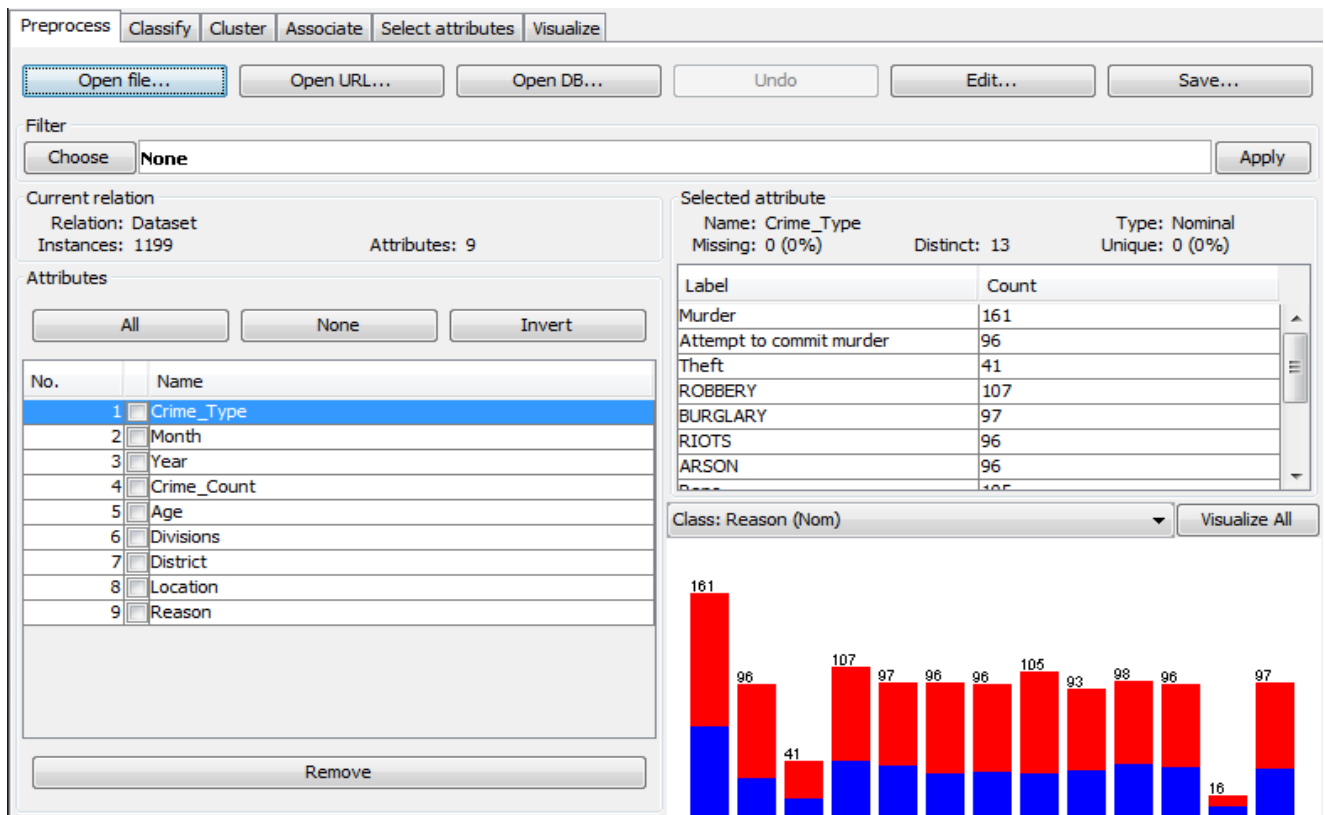 Preprocess Classify Cluster Associate Select attributes Visualize
Open file... Open URL... Open DB... Undo Edit... Save...
Filter
Choose None Apply
Current relation
Relation: Dataset
Instances: 1199 Attributes: 9
Attributes
All None Invert
No. Name
1 Crime_Type
2 Month
3 Year
4 Crime_Count
5 Age
6 Divisions
7 District
8 Location
9 Reason
Remove
Selected attribute
Name: Crime_Type Type: Nominal
Missing: 0 (0%) Distinct: 13 Unique: 0 (0%)
Label Count
Murder 161
Attempt to commit murder 96
Theft 41
ROBBERY 107
BURGLARY 97
RIOTS 96
ARSON 96
Class: Reason (Nom) Visualize All
161 96 41 107 97 96 96 105 93 98 96 16 97